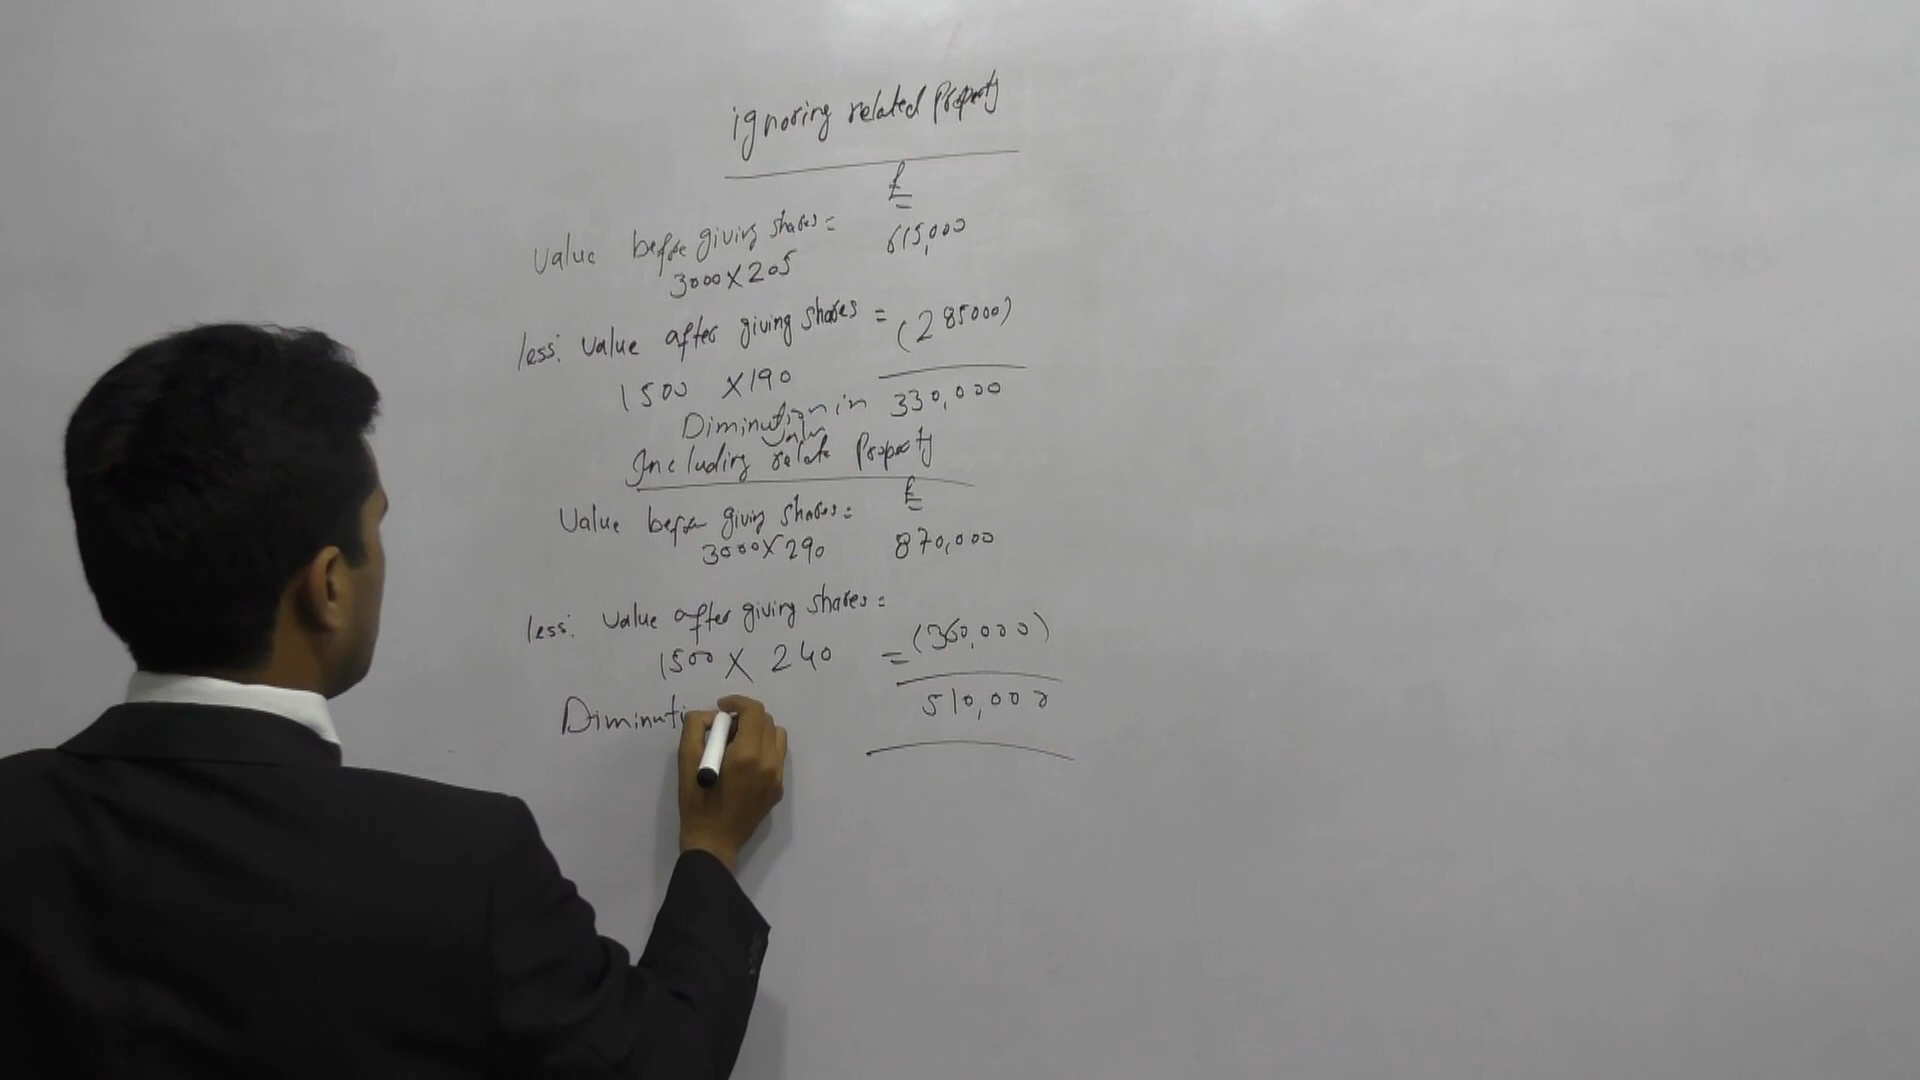 ignoring related Property
£
Value before giving shares = 615,000
3000 X 205
less: Value after giving shares = (285000)
1500 X 190
Diminution in 330,000
value
Including relate Property
£
Value before giving shares = 870,000
3000 X 290
less: Value after giving shares =
1500 X 240 = (360,000)
Diminuti 510,000